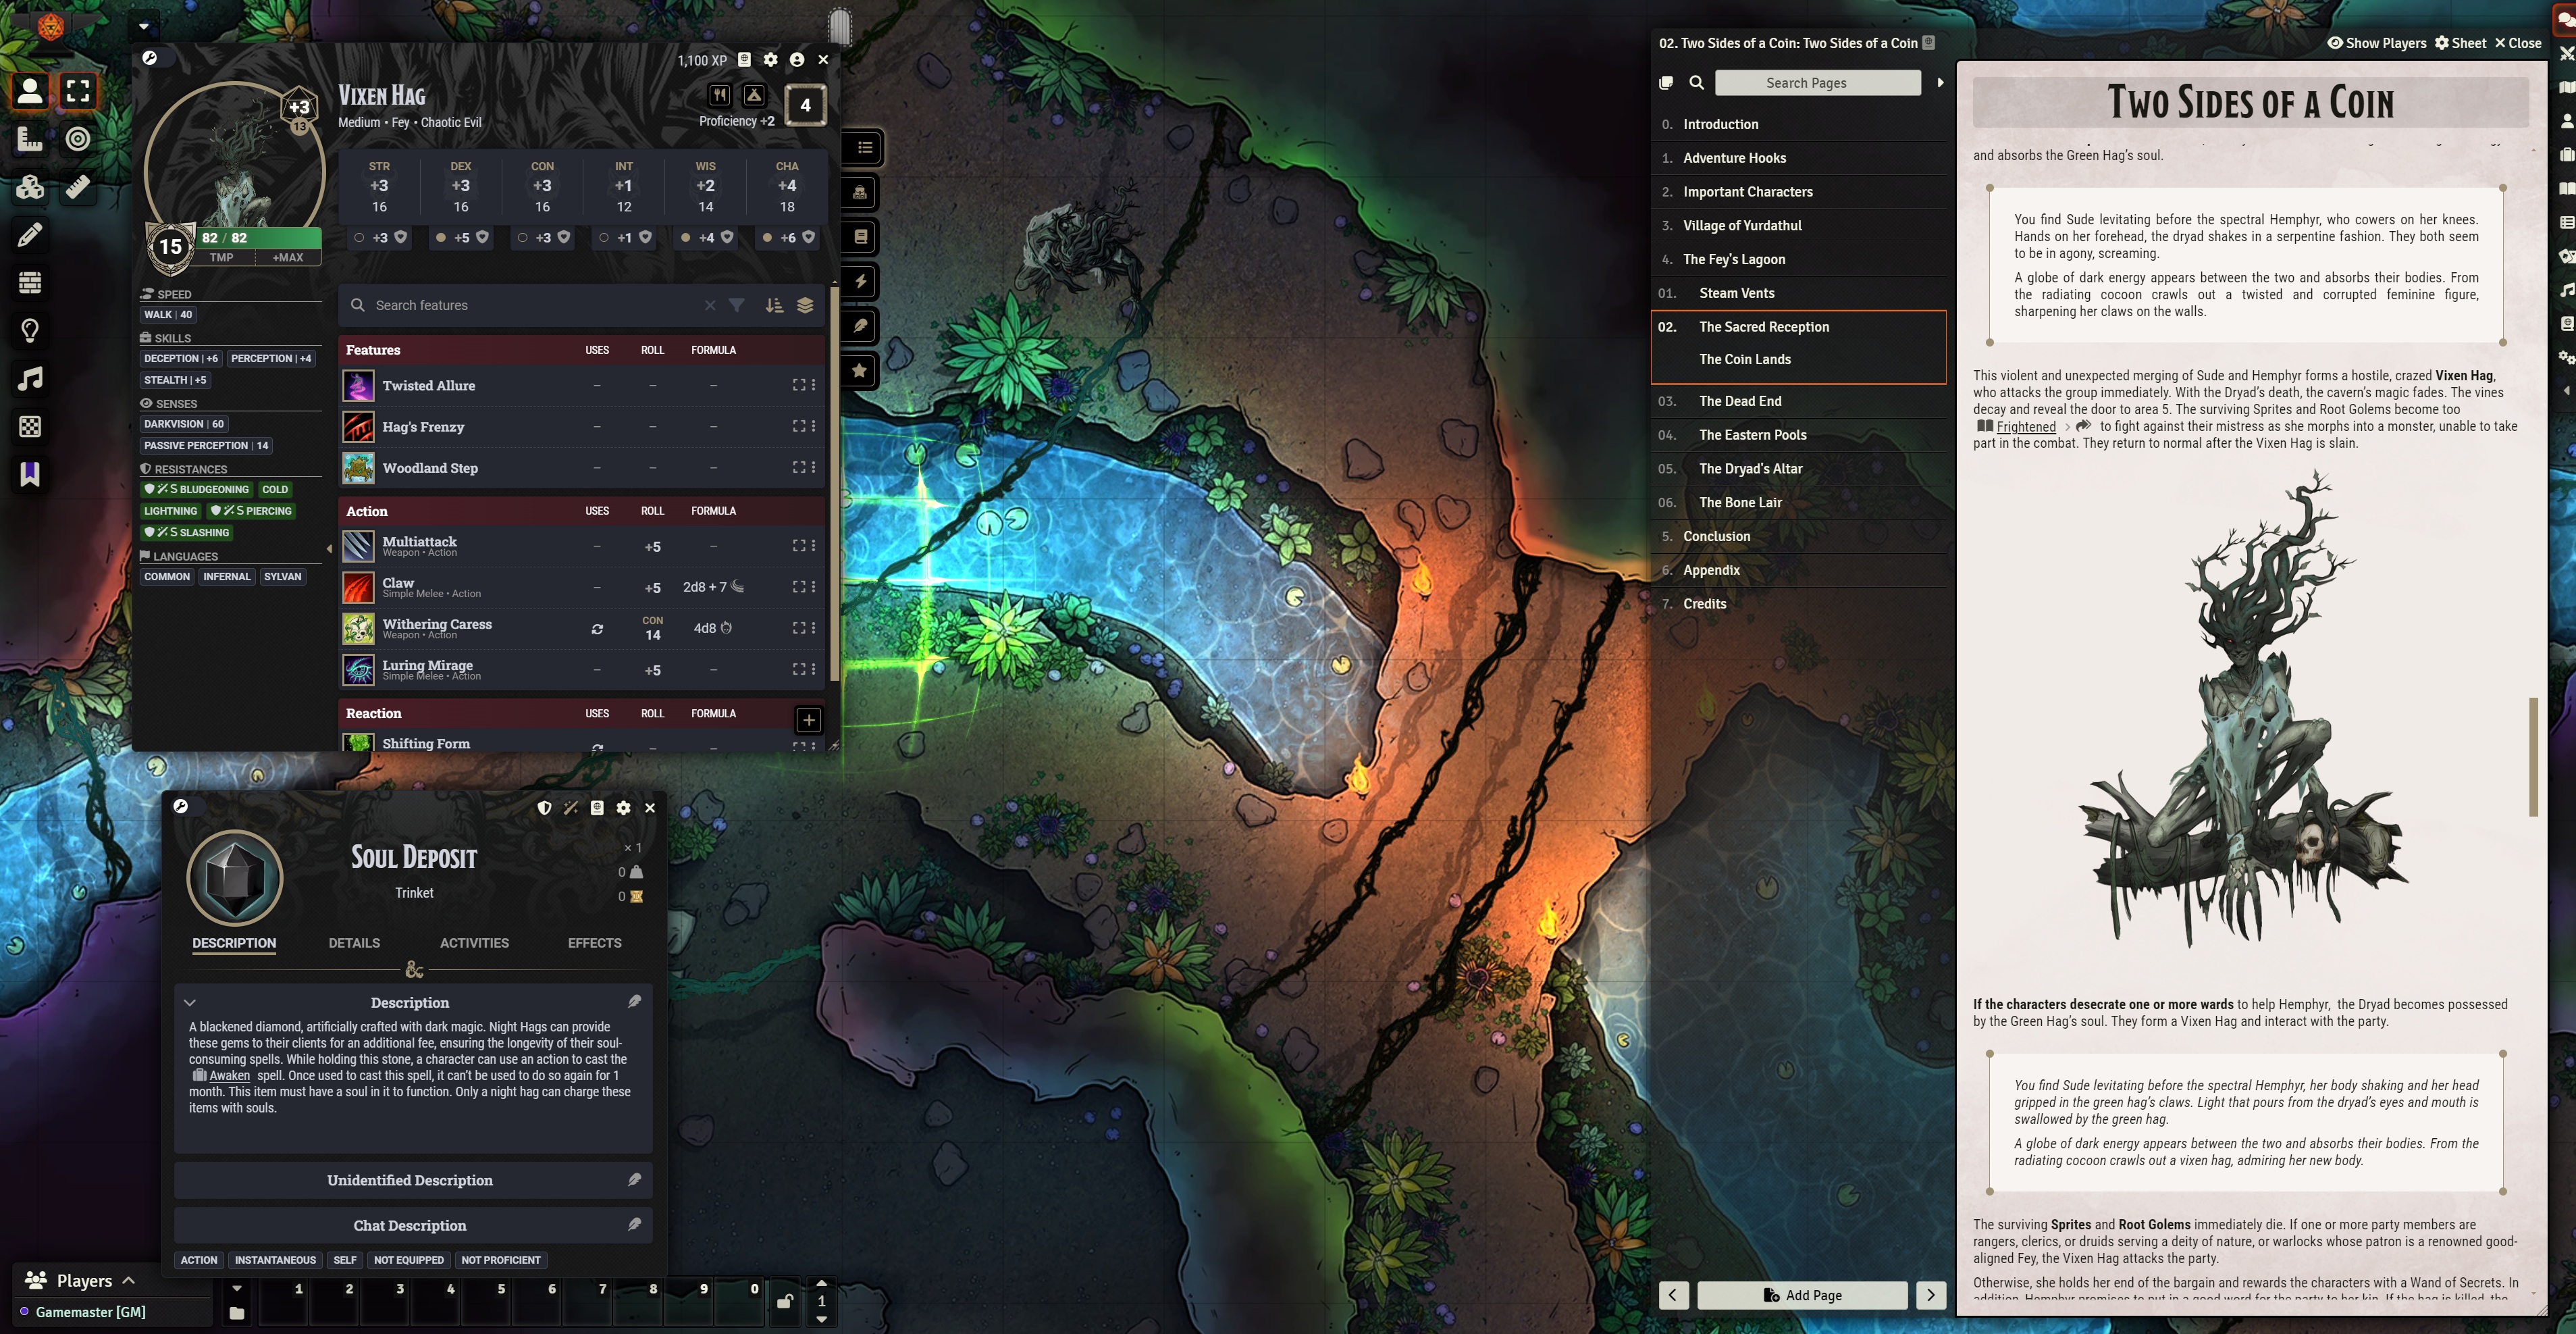 1,100 XP
+3
13
VIXEN HAG
Medium • Fey • Chaotic Evil
Proficiency +2
4
STR DEX CON INT WIS CHA
+3 +3 +3 +1 +2 +4
16 16 16 12 14 18
+3 +5 +3 +1 +4 +6
15
82 / 82
TMP +MAX
SPEED
WALK | 40
SKILLS
DECEPTION | +6 PERCEPTION | +4
STEALTH | +5
SENSES
DARKVISION | 60
PASSIVE PERCEPTION | 14
RESISTANCES
S BLUDGEONING COLD
LIGHTNING S PIERCING
S SLASHING
LANGUAGES
COMMON INFERNAL SYLVAN
Search features
Features USES ROLL FORMULA
Twisted Allure – – –
Hag's Frenzy – – –
Woodland Step – – –
Action USES ROLL FORMULA
Multiattack – +5 –
Weapon • Action
Claw – +5 2d8 + 7
Simple Melee • Action
Withering Caress CON 14 4d8
Weapon • Action
Luring Mirage – +5 –
Simple Melee • Action
Reaction USES ROLL FORMULA
Shifting Form – –
SOUL DEPOSIT
Trinket
× 1
0
0
DESCRIPTION DETAILS ACTIVITIES EFFECTS
Description
A blackened diamond, artificially crafted with dark magic. Night Hags can provide
these gems to their clients for an additional fee, ensuring the longevity of their soul-
consuming spells. While holding this stone, a character can use an action to cast the
Awaken spell. Once used to cast this spell, it can't be used to do so again for 1
month. This item must have a soul in it to function. Only a night hag can charge these
items with souls.
Unidentified Description
Chat Description
ACTION INSTANTANEOUS SELF NOT EQUIPPED NOT PROFICIENT
Players
Gamemaster [GM]
1 2 3 4 5 6 7 8 9 0
1
02. Two Sides of a Coin: Two Sides of a Coin
Show Players Sheet Close
Search Pages
0. Introduction
1. Adventure Hooks
2. Important Characters
3. Village of Yurdathul
4. The Fey's Lagoon
01. Steam Vents
02. The Sacred Reception
The Coin Lands
03. The Dead End
04. The Eastern Pools
05. The Dryad's Altar
06. The Bone Lair
5. Conclusion
6. Appendix
7. Credits
Add Page
TWO SIDES OF A COIN
and absorbs the Green Hag's soul.
You find Sude levitating before the spectral Hemphyr, who cowers on her knees.
Hands on her forehead, the dryad shakes in a serpentine fashion. They both seem
to be in agony, screaming.
A globe of dark energy appears between the two and absorbs their bodies. From
the radiating cocoon crawls out a twisted and corrupted feminine figure,
sharpening her claws on the walls.
This violent and unexpected merging of Sude and Hemphyr forms a hostile, crazed Vixen Hag,
who attacks the group immediately. With the Dryad's death, the cavern's magic fades. The vines
decay and reveal the door to area 5. The surviving Sprites and Root Golems become too
Frightened > to fight against their mistress as she morphs into a monster, unable to take
part in the combat. They return to normal after the Vixen Hag is slain.
If the characters desecrate one or more wards to help Hemphyr, the Dryad becomes possessed
by the Green Hag's soul. They form a Vixen Hag and interact with the party.
You find Sude levitating before the spectral Hemphyr, her body shaking and her head
gripped in the green hag's claws. Light that pours from the dryad's eyes and mouth is
swallowed by the green hag.
A globe of dark energy appears between the two and absorbs their bodies. From the
radiating cocoon crawls out a vixen hag, admiring her new body.
The surviving Sprites and Root Golems immediately die. If one or more party members are
rangers, clerics, or druids serving a deity of nature, or warlocks whose patron is a renowned good-
aligned Fey, the Vixen Hag attacks the party.
Otherwise, she holds her end of the bargain and rewards the characters with a Wand of Secrets. In
addition, Hemphyr promises to put in a good word for the party to her kin. If the hag is killed, the